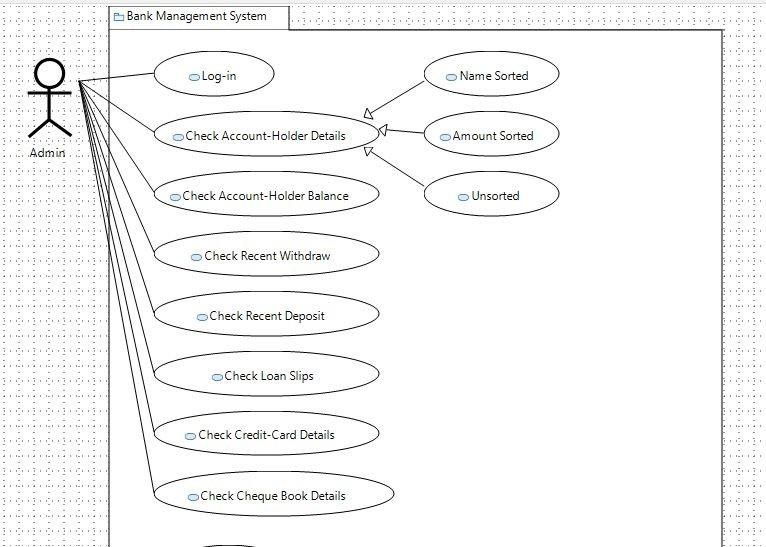 Bank Management System
Admin
Log-in
Check Account-Holder Details
Check Account-Holder Balance
Check Recent Withdraw
Check Recent Deposit
Check Loan Slips
Check Credit-Card Details
Check Cheque Book Details
Name Sorted
Amount Sorted
Unsorted